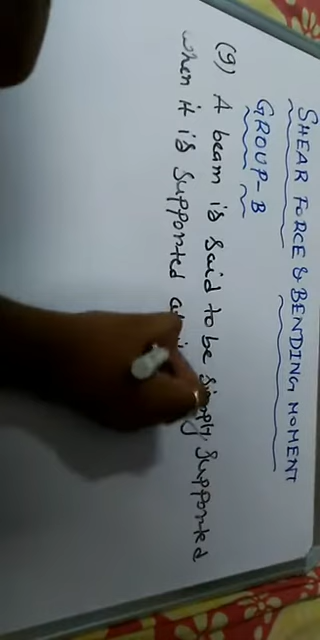 SHEAR FORCE & BENDING MOMENT
GROUP-B
(9) A beam is said to be simply supported
when it is supported